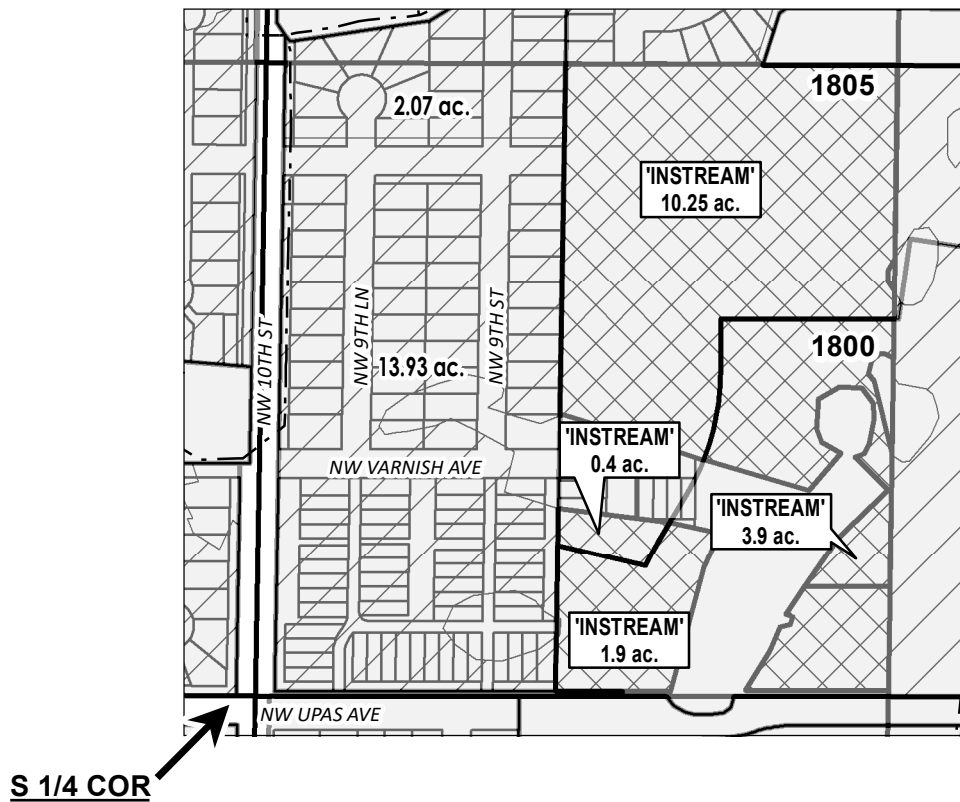 1805
2.07 ac.
'INSTREAM'
10.25 ac.
NW 10TH ST
NW 9TH LN
NW 9TH ST
1800
13.93 ac.
'INSTREAM'
0.4 ac.
NW VARNISH AVE
'INSTREAM'
3.9 ac.
'INSTREAM'
1.9 ac.
NW UPAS AVE
S 1/4 COR